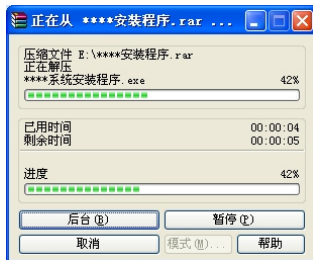 正在从 ****安装程序.rar ...
压缩文件 E:\****安装程序.rar
正在解压
****系统安装程序.exe 42%
已用时间 00:00:04
剩余时间 00:00:05
进度 42%
后台(B) 暂停(P)
取消 模式(M)... 帮助